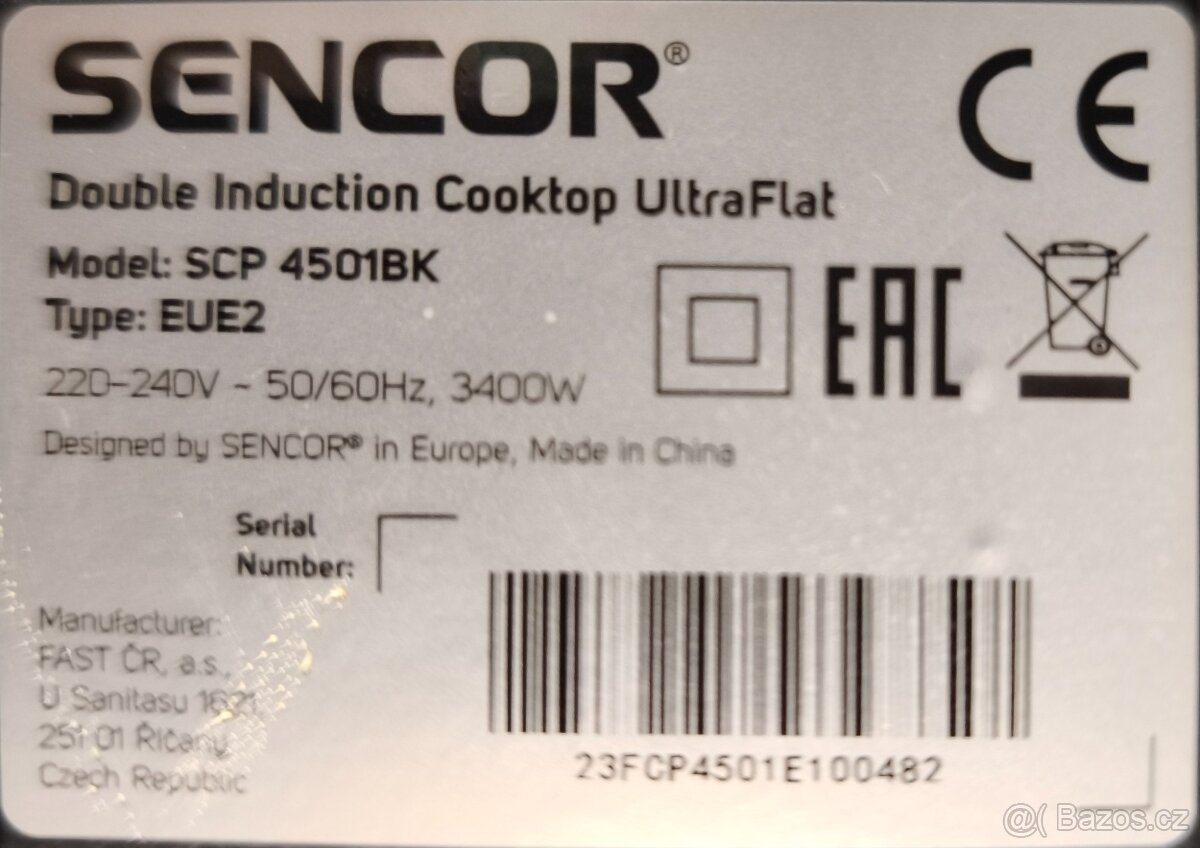 SENCOR®
CE
Double Induction Cooktop UltraFlat
Model: SCP 4501BK
Type: EUE2
EAC
220-240V ~ 50/60Hz, 3400W
Designed by SENCOR® in Europe, Made in China
Serial
Number:
Manufacturer:
FAST ČR, a.s.,
U Sanitasu 1621
251 01 Říčany
Czech Republic
23FCP4501E100482
@( Bazos.cz